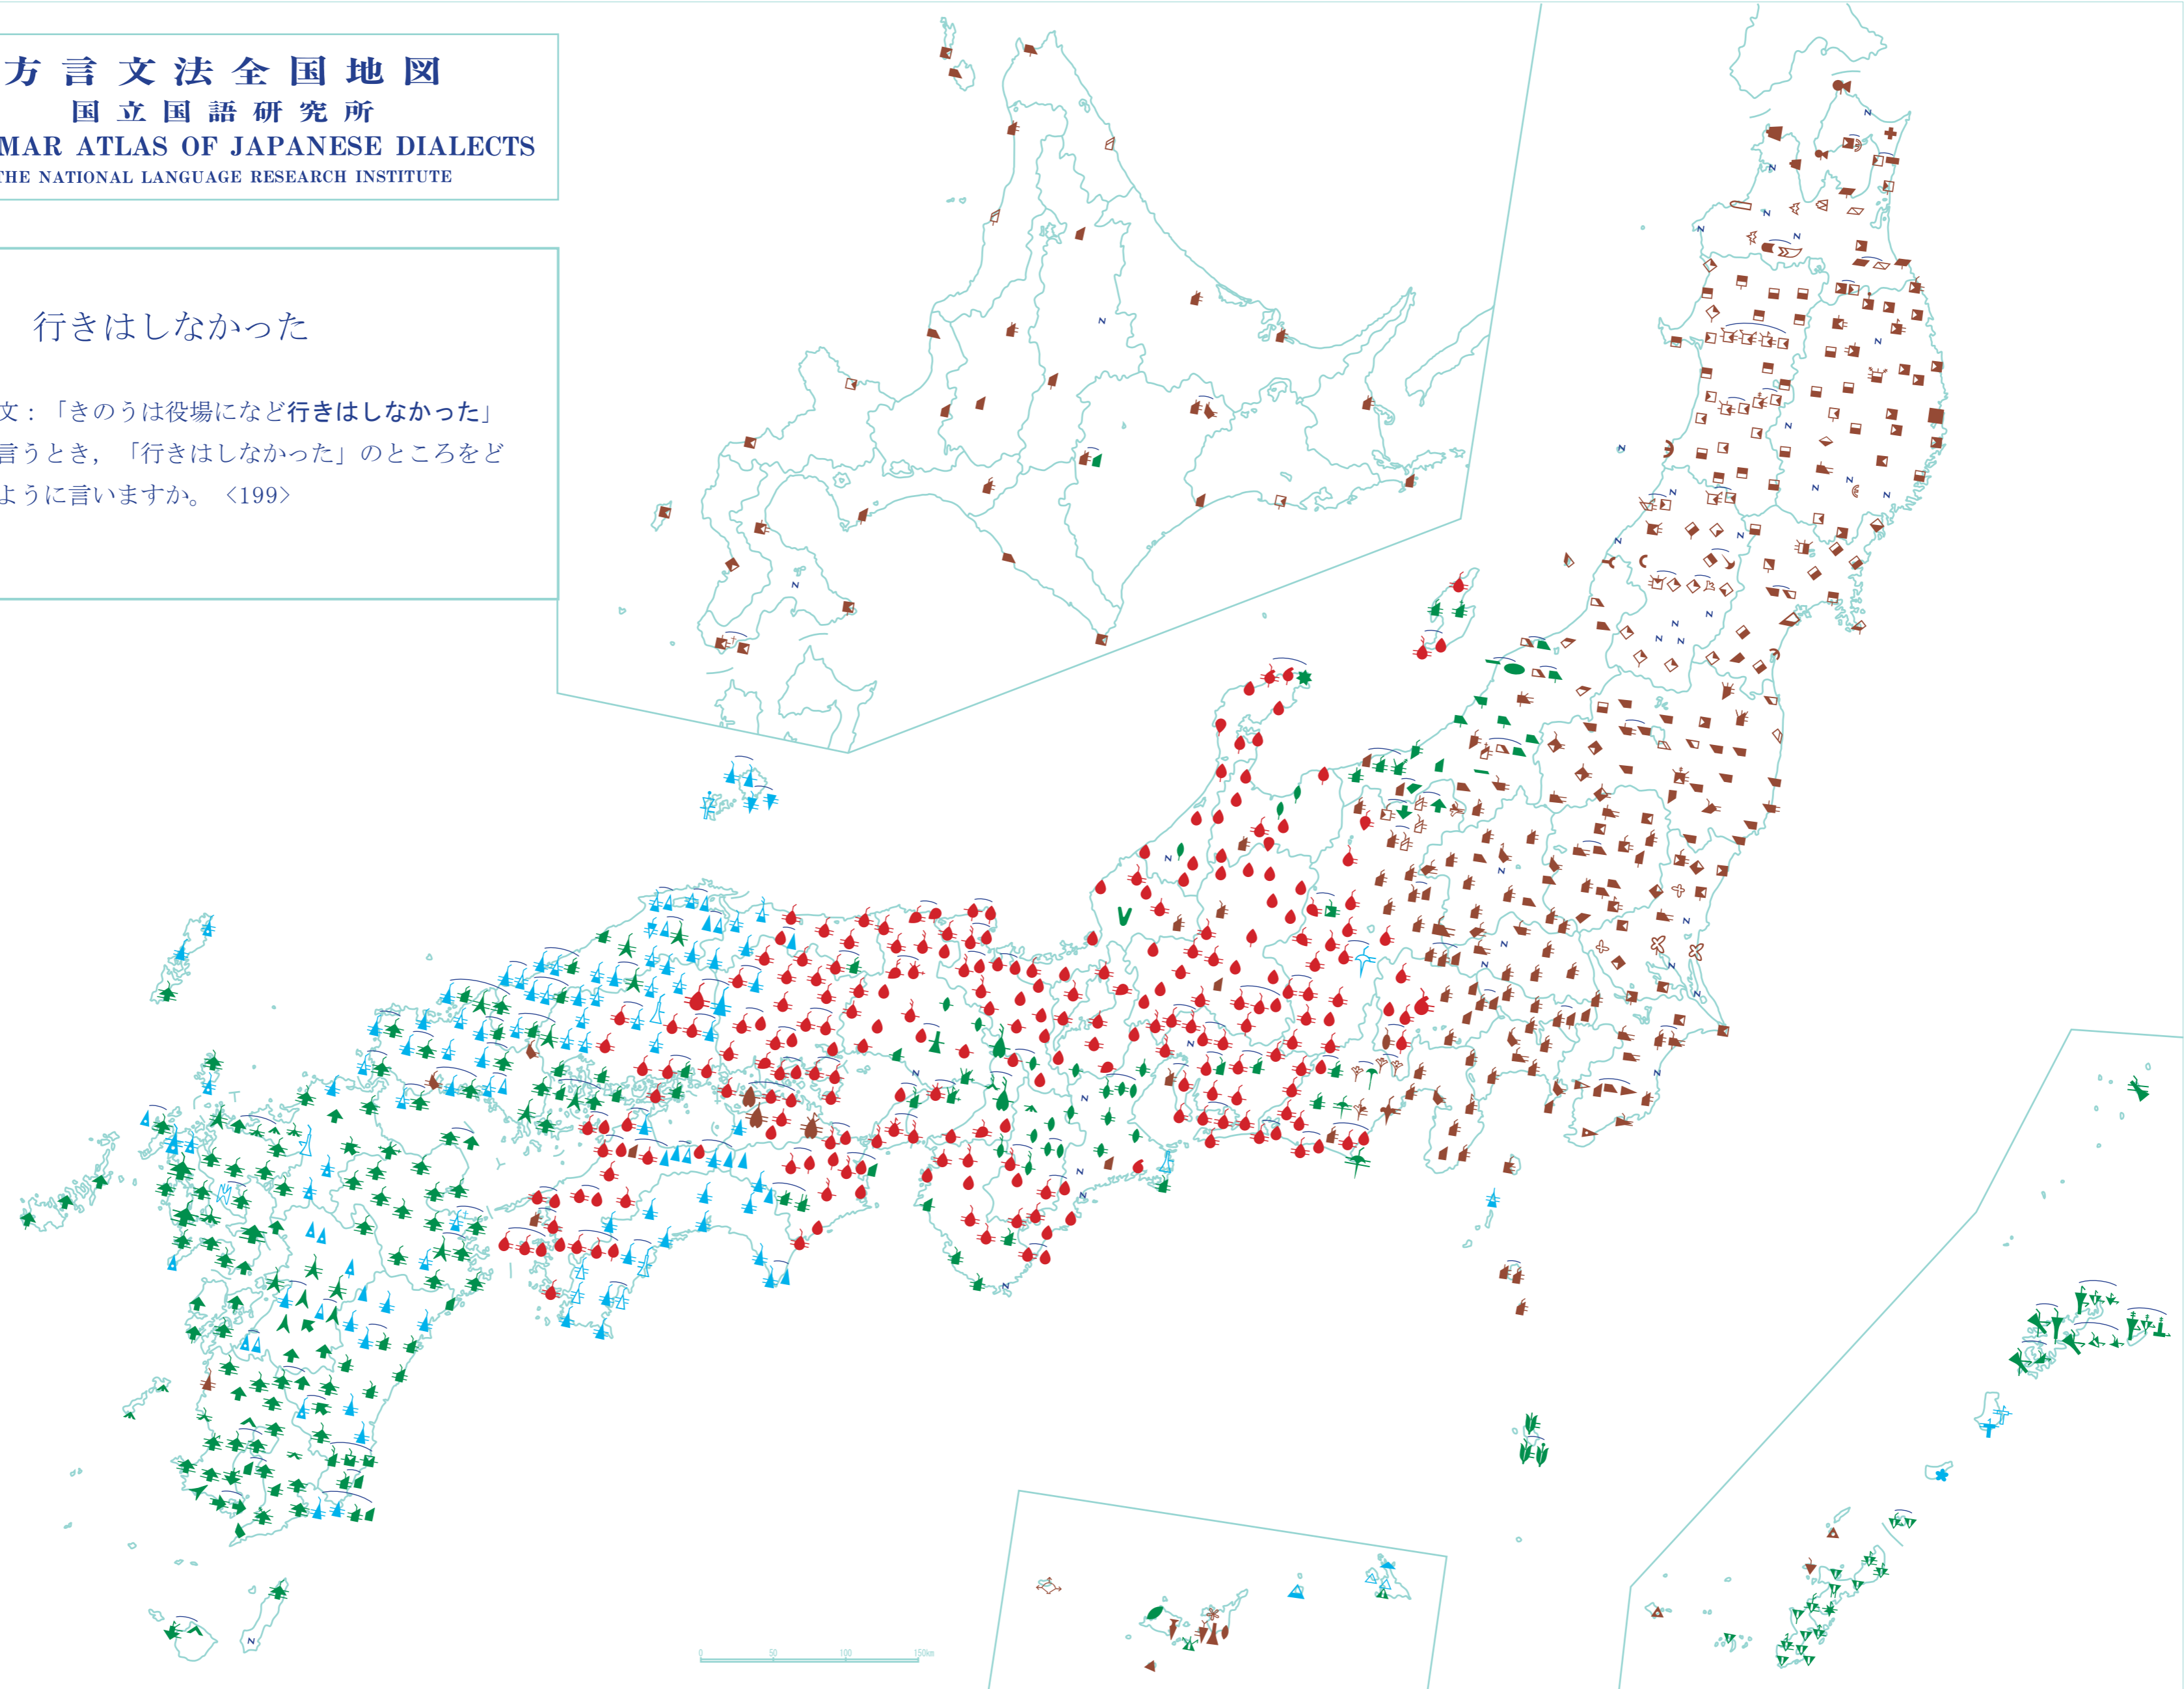 方言文法全国地図
国立国語研究所
MAR ATLAS OF JAPANESE DIALECTS
THE NATIONAL LANGUAGE RESEARCH INSTITUTE
行きはしなかった
文：「きのうは役場になど行きはしなかった」
言うとき，「行きはしなかった」のところをど
ように言いますか。 <199>
0 50 100 150km